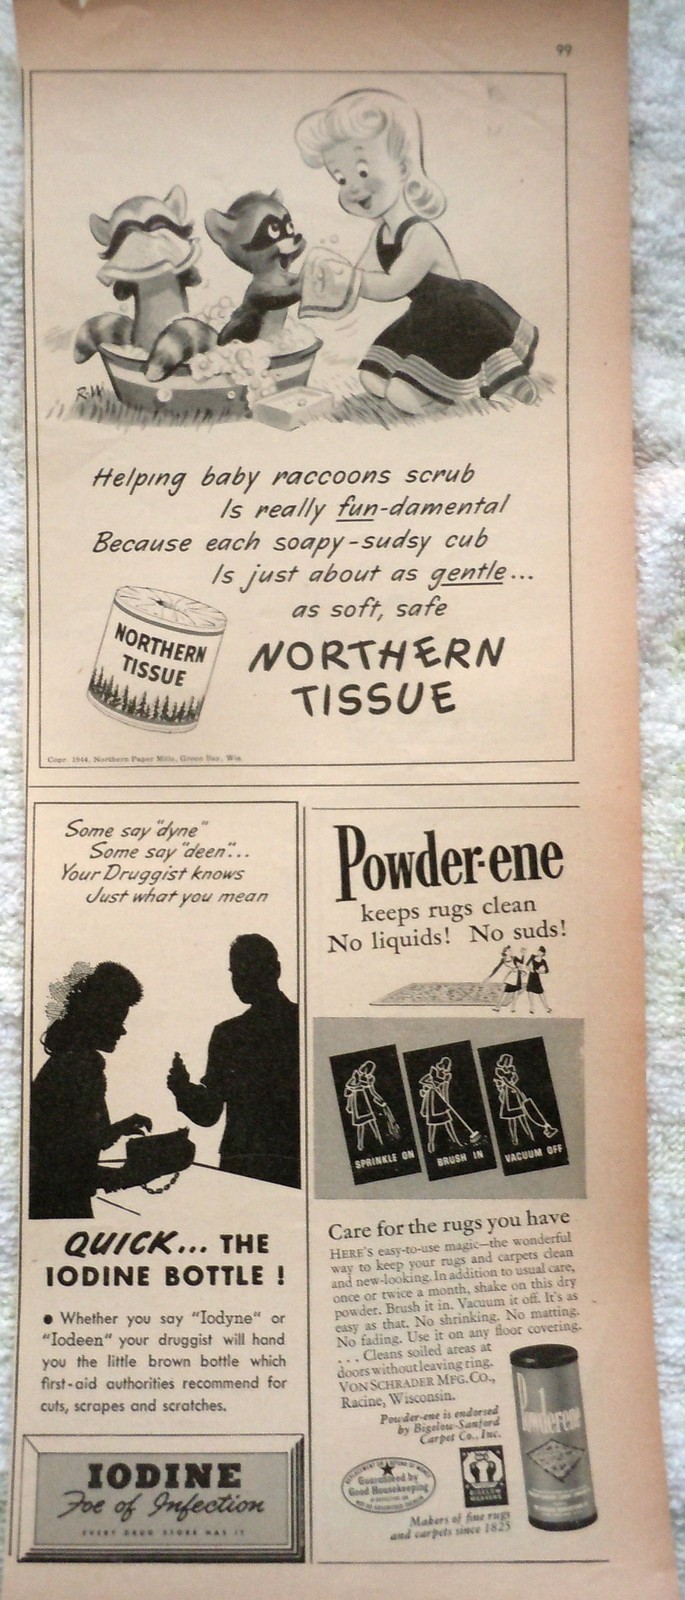 99
R-W
Helping baby raccoons scrub
Is really fun-damental
Because each soapy-sudsy cub
Is just about as gentle...
as soft, safe
NORTHERN
TISSUE
NORTHERN
TISSUE
Copr. 1944, Northern Paper Mills, Green Bay, Wis.
Some say "dyne"
Some say "deen"...
Your Druggist knows
Just what you mean
QUICK... THE
IODINE BOTTLE !
● Whether you say "Iodyne" or
"Iodeen" your druggist will hand
you the little brown bottle which
first-aid authorities recommend for
cuts, scrapes and scratches.
IODINE
Foe of Infection
EVERY DRUG STORE HAS IT
Powder-ene
keeps rugs clean
No liquids! No suds!
SPRINKLE ON
BRUSH IN
VACUUM OFF
Care for the rugs you have
HERE'S easy-to-use magic—the wonderful
way to keep your rugs and carpets clean
and new-looking. In addition to usual care,
once or twice a month, shake on this dry
powder. Brush it in. Vacuum it off. It's as
easy as that. No shrinking. No matting.
No fading. Use it on any floor covering.
... Cleans soiled areas at
doors without leaving ring.
VON SCHRADER MFG. CO.,
Racine, Wisconsin.
Powder-ene is endorsed
by Bigelow-Sanford
Carpet Co., Inc.
Guaranteed by
Good Housekeeping
BIGELOW
WEAVERS
Makers of fine rugs
and carpets since 1825
Powder-ene